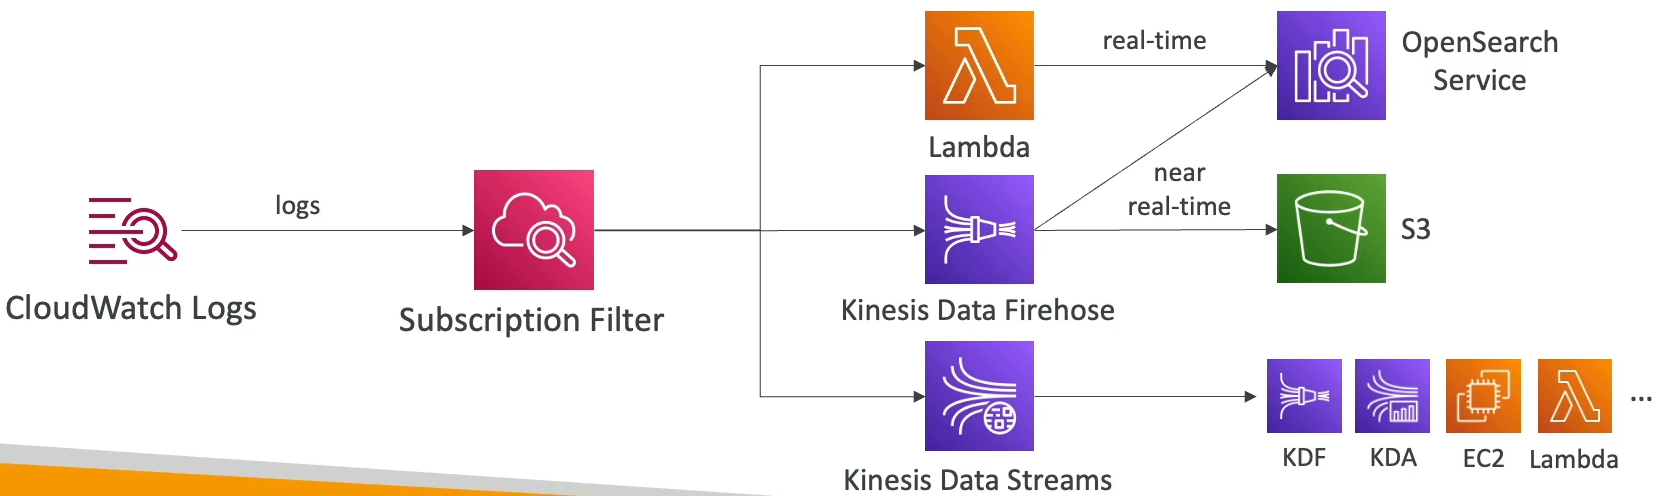 CloudWatch Logs
logs
Subscription Filter
Lambda
real-time
OpenSearch
Service
Kinesis Data Firehose
near
real-time
S3
Kinesis Data Streams
KDF
KDA
EC2
Lambda
...